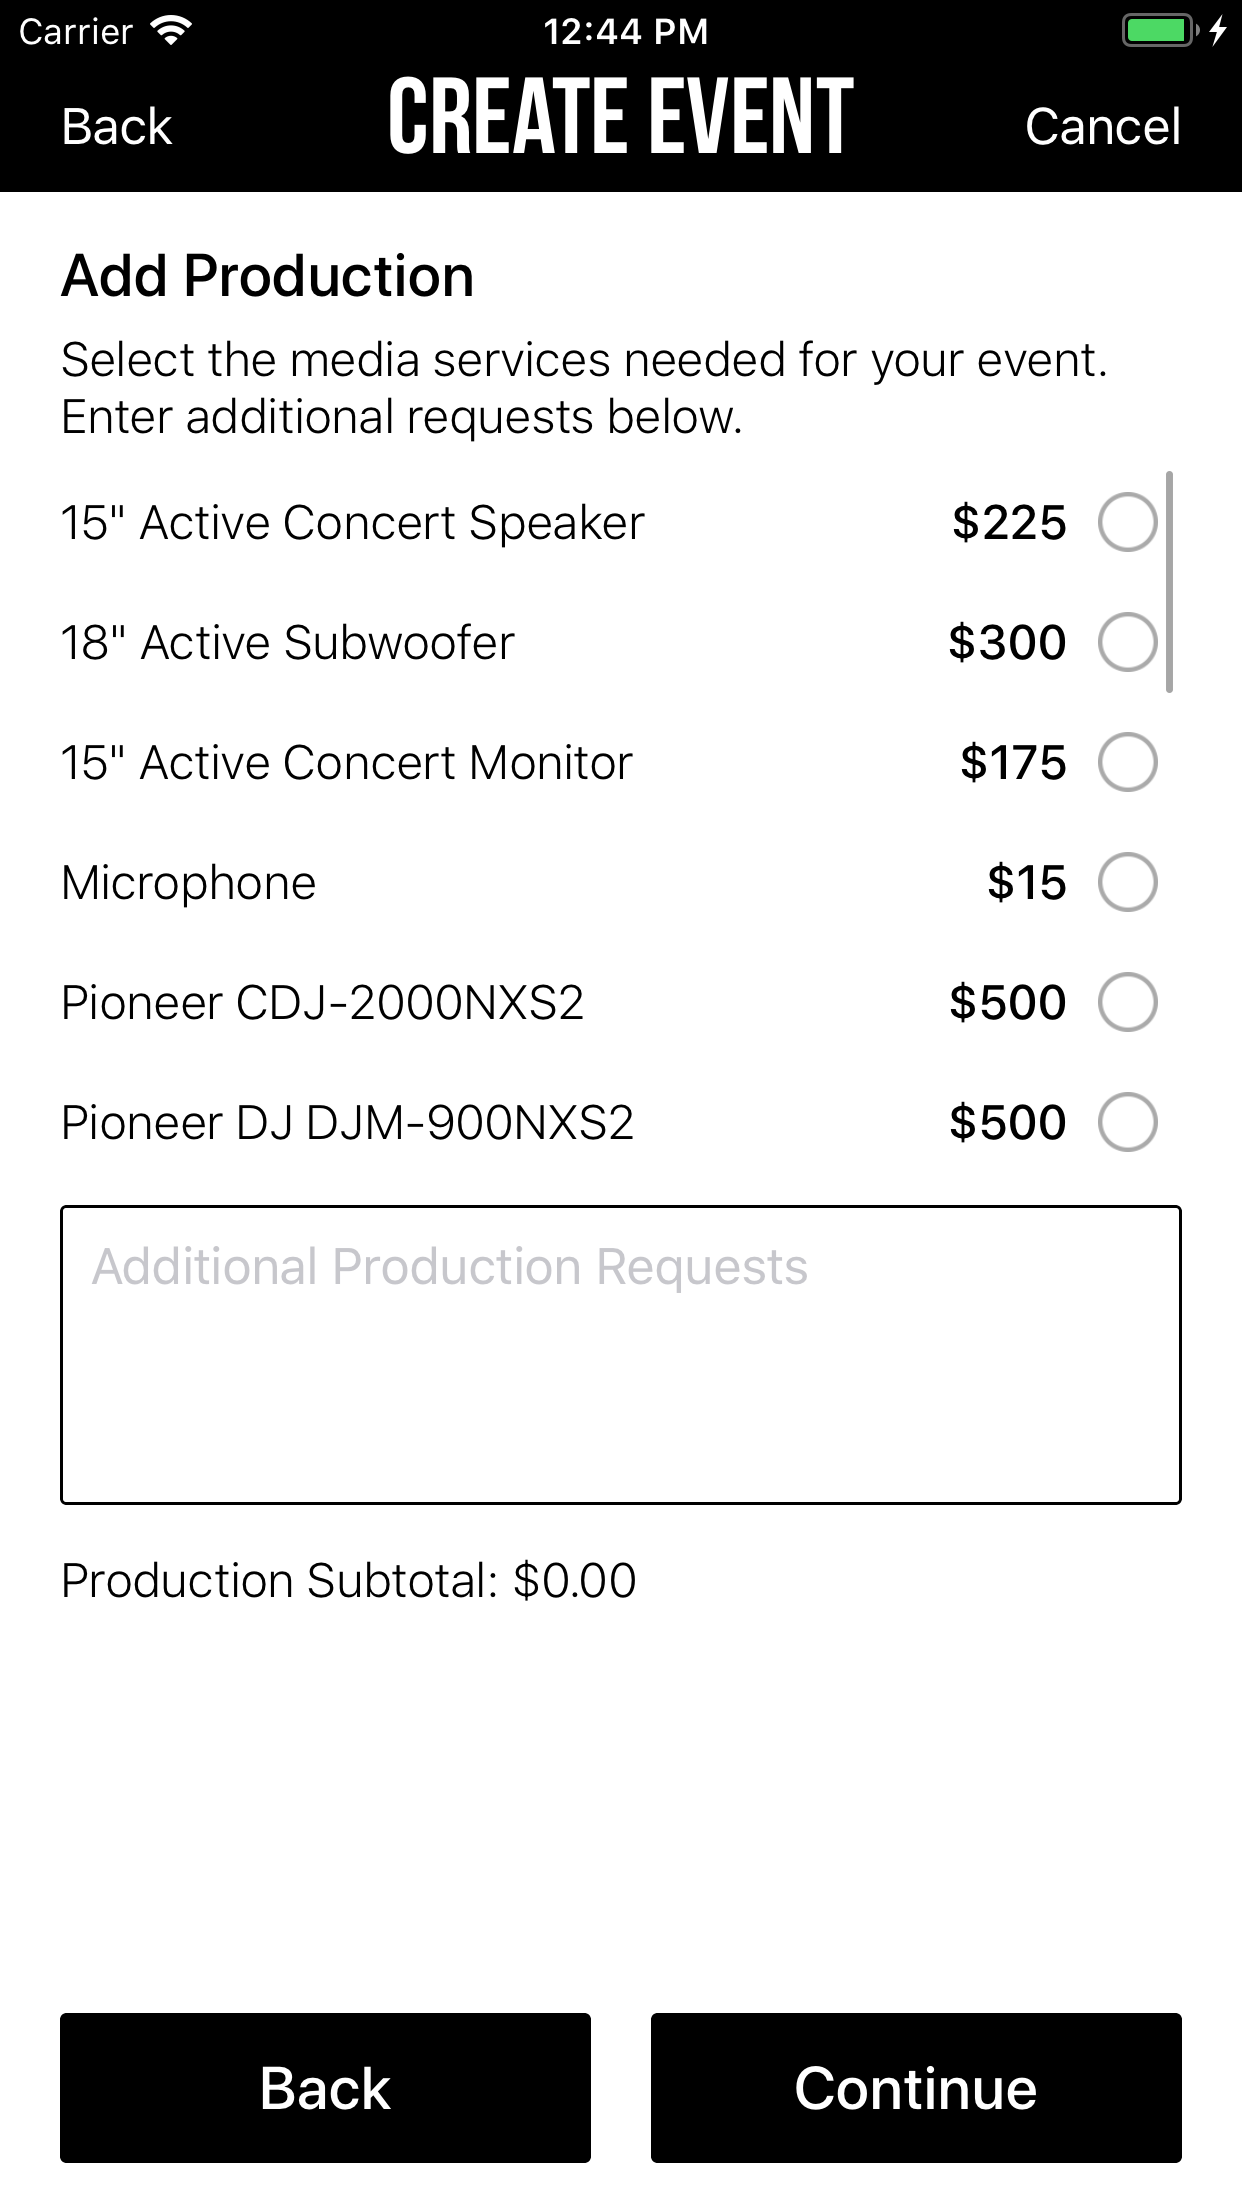 Carrier 12:44 PM
Back CREATE EVENT Cancel
Add Production
Select the media services needed for your event.
Enter additional requests below.
15" Active Concert Speaker $225
18" Active Subwoofer $300
15" Active Concert Monitor $175
Microphone $15
Pioneer CDJ-2000NXS2 $500
Pioneer DJ DJM-900NXS2 $500
Additional Production Requests
Production Subtotal: $0.00
Back Continue